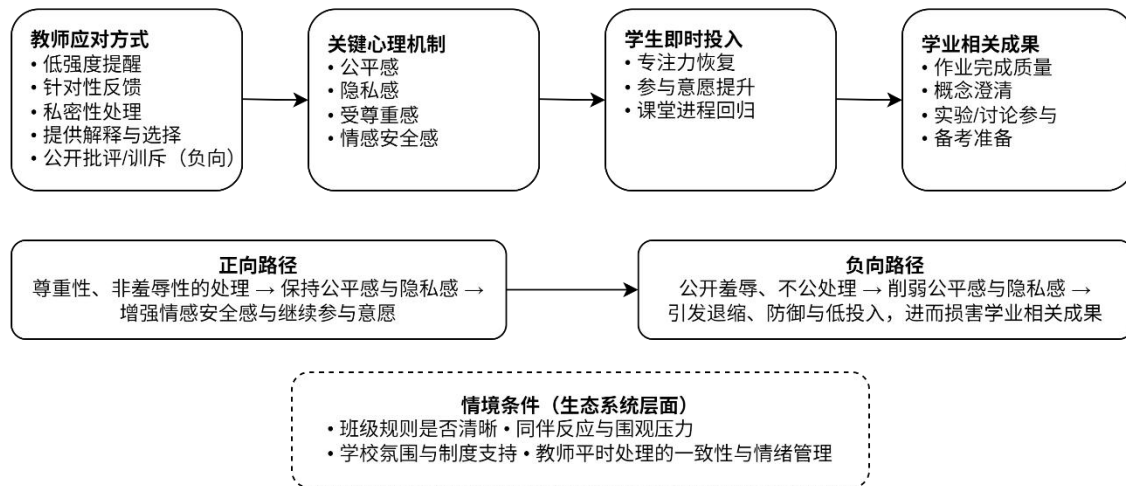 教师应对方式
• 低强度提醒
• 针对性反馈
• 私密性处理
• 提供解释与选择
• 公开批评/训斥（负向）
关键心理机制
• 公平感
• 隐私感
• 受尊重感
• 情感安全感
学生即时投入
• 专注力恢复
• 参与意愿提升
• 课堂进程回归
学业相关成果
• 作业完成质量
• 概念澄清
• 实验/讨论参与
• 备考准备
正向路径
尊重性、非羞辱性的处理 → 保持公平感与隐私感 →
增强情感安全感与继续参与意愿
负向路径
公开羞辱、不公处理 → 削弱公平感与隐私感 →
引发退缩、防御与低投入，进而损害学业相关成果
情境条件（生态系统层面）
• 班级规则是否清晰 • 同伴反应与围观压力
• 学校氛围与制度支持 • 教师平时处理的一致性与情绪管理